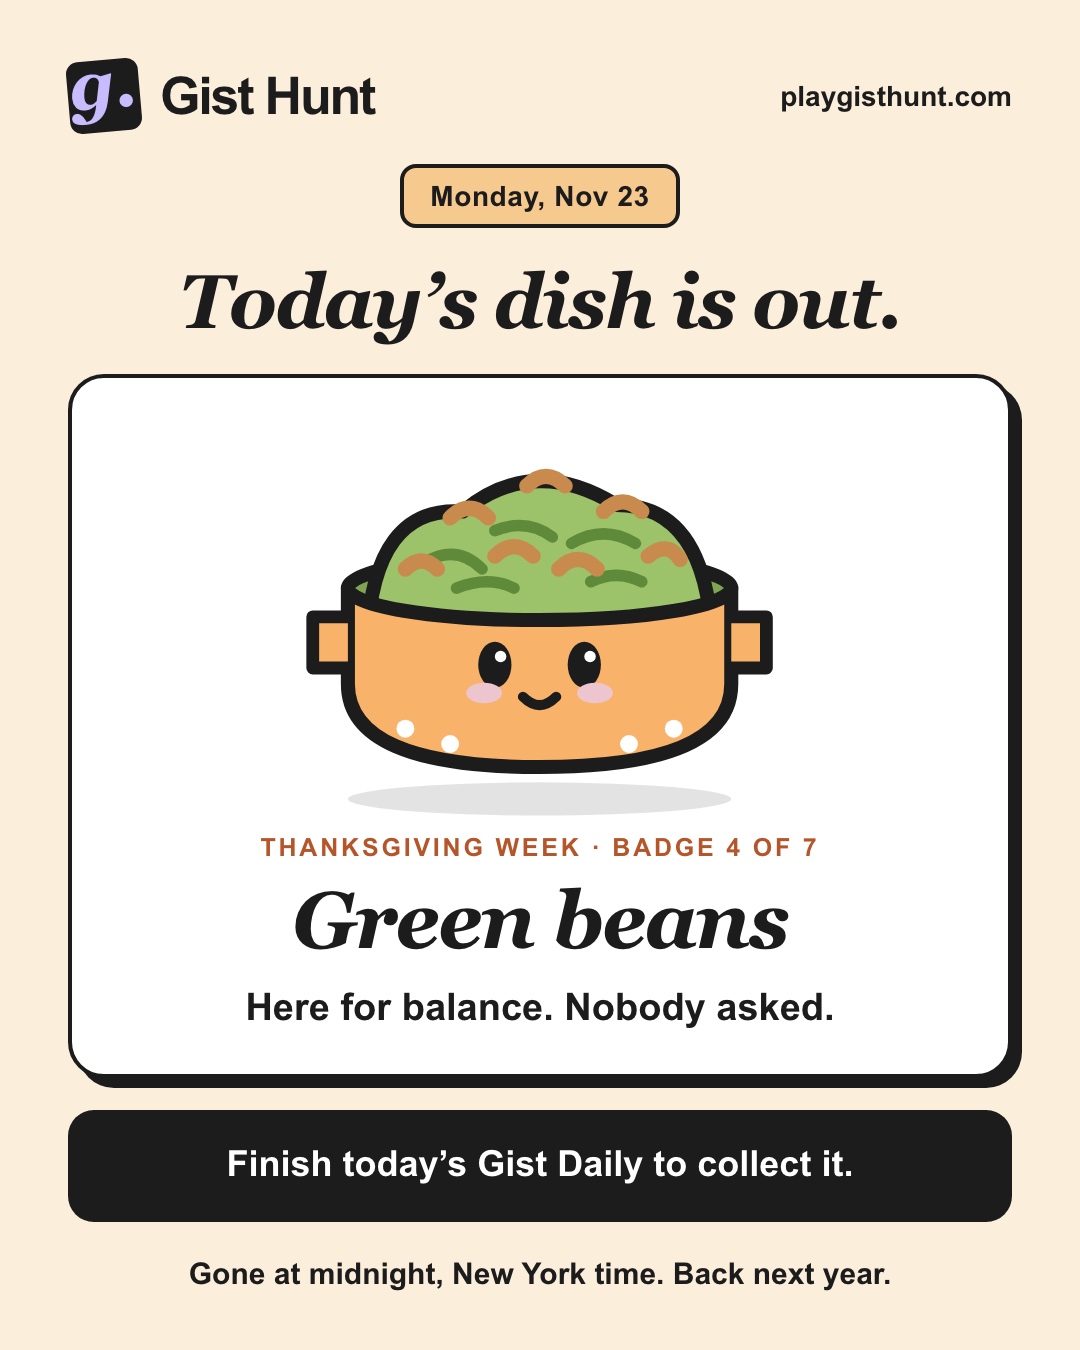 g.
Gist Hunt
playgisthunt.com
Monday, Nov 23
Today’s dish is out.
THANKSGIVING WEEK · BADGE 4 OF 7
Green beans
Here for balance. Nobody asked.
Finish today’s Gist Daily to collect it.
Gone at midnight, New York time. Back next year.